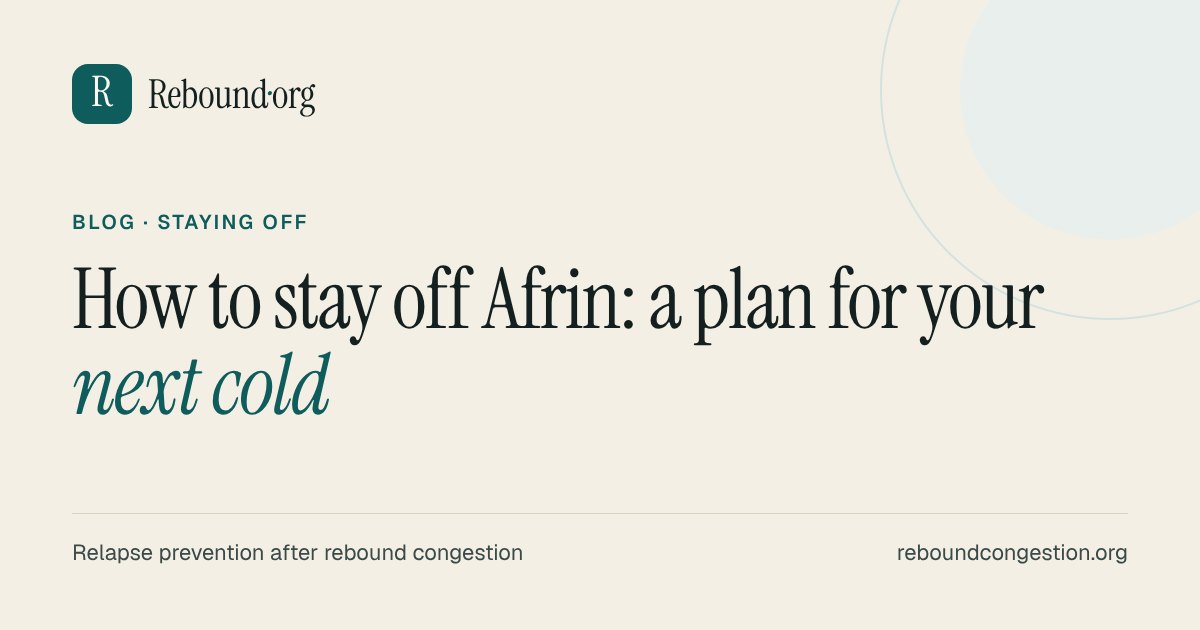 R
Rebound·org
BLOG · STAYING OFF
How to stay off Afrin: a plan for your
next cold
Relapse prevention after rebound congestion
reboundcongestion.org